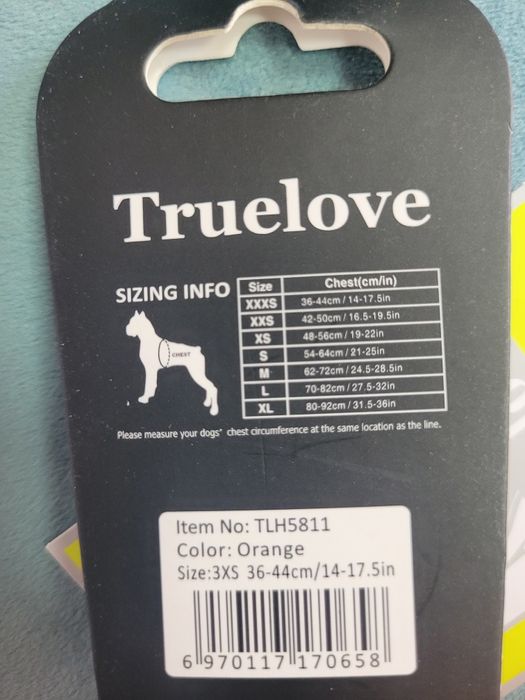 Truelove
SIZING INFO
CHEST
Size Chest(cm/in)
XXXS 36-44cm / 14-17.5in
XXS 42-50cm / 16.5-19.5in
XS 48-56cm / 19-22in
S 54-64cm / 21-25in
M 62-72cm / 24.5-28.5in
L 70-82cm / 27.5-32in
XL 80-92cm / 31.5-36in
Please measure your dogs' chest circumference at the same location as the line.
Item No: TLH5811
Color: Orange
Size:3XS 36-44cm/14-17.5in
6 970117 170658